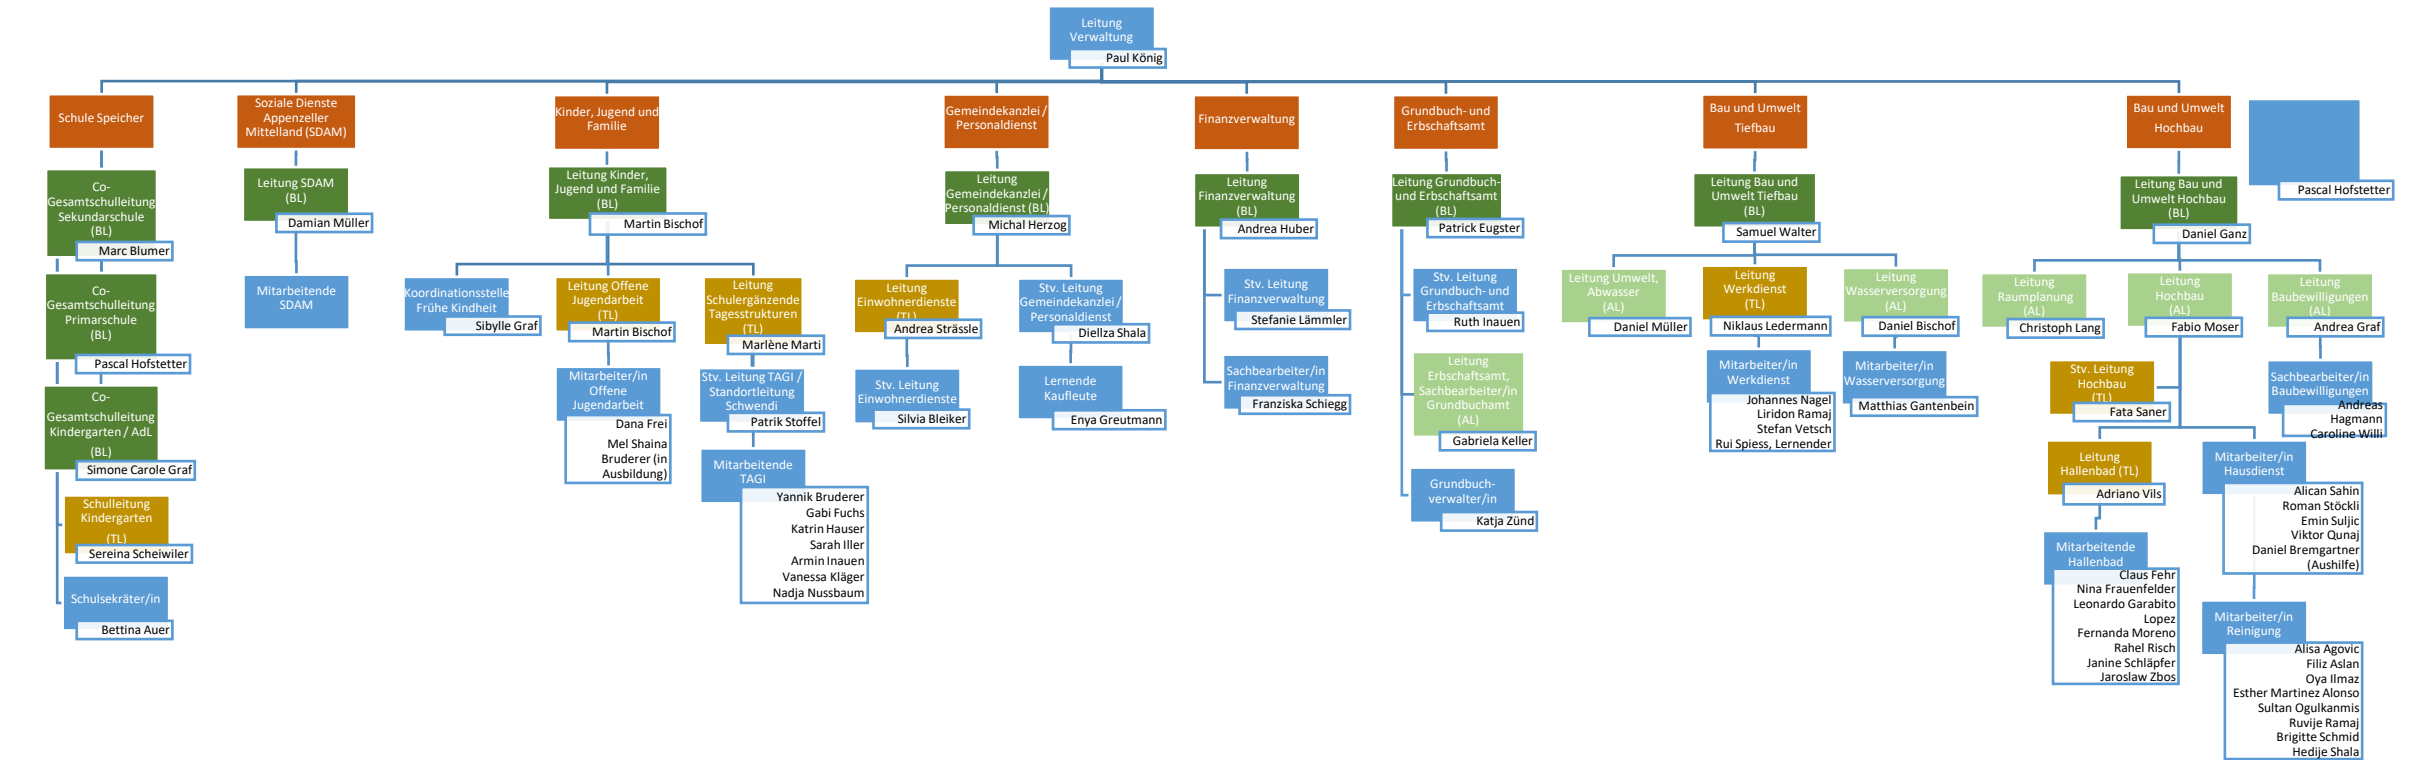 Leitung
Verwaltung
Paul König
Schule Speicher
Co-
Gesamtschulleitung
Sekundarschule
(BL)
Marc Blumer
Co-
Gesamtschulleitung
Primarschule
(BL)
Pascal Hofstetter
Co-
Gesamtschulleitung
Kindergarten / AdL
(BL)
Simone Carole Graf
Schulleitung
Kindergarten
(TL)
Sereina Scheiwiler
Schulsekräter/in
Bettina Auer
Soziale Dienste
Appenzeller
Mittelland (SDAM)
Leitung SDAM
(BL)
Damian Müller
Mitarbeitende
SDAM
Kinder, Jugend und
Familie
Leitung Kinder,
Jugend und Familie
(BL)
Martin Bischof
Koordinationsstelle
Frühe Kindheit
Sibylle Graf
Leitung Offene
Jugendarbeit
(TL)
Martin Bischof
Mitarbeiter/in
Offene
Jugendarbeit
Dana Frei
Mel Shaina
Bruderer (in
Ausbildung)
Leitung
Schulergänzende
Tagesstrukturen
(TL)
Marlène Marti
Stv. Leitung TAGI /
Standortleitung
Schwendi
Patrik Stoffel
Mitarbeitende
TAGI
Yannik Bruderer
Gabi Fuchs
Katrin Hauser
Sarah Iller
Armin Inauen
Vanessa Kläger
Nadja Nussbaum
Gemeindekanzlei /
Personaldienst
Leitung
Gemeindekanzlei /
Personaldienst (BL)
Michal Herzog
Leitung
Einwohnerdienste
(TL)
Andrea Strässle
Stv. Leitung
Einwohnerdienste
Silvia Bleiker
Stv. Leitung
Gemeindekanzlei /
Personaldienst
Diellza Shala
Lernende
Kaufleute
Enya Greutmann
Finanzverwaltung
Leitung
Finanzverwaltung
(BL)
Andrea Huber
Stv. Leitung
Finanzverwaltung
Stefanie Lämmler
Sachbearbeiter/in
Finanzverwaltung
Franziska Schiegg
Grundbuch- und
Erbschaftsamt
Leitung Grundbuch-
und Erbschaftsamt
(BL)
Patrick Eugster
Stv. Leitung
Grundbuch- und
Erbschaftsamt
Ruth Inauen
Leitung
Erbschaftsamt,
Sachbearbeiter/in
Grundbuchamt
(AL)
Gabriela Keller
Grundbuch-
verwalter/in
Katja Zünd
Bau und Umwelt
Tiefbau
Leitung Bau und
Umwelt Tiefbau
(BL)
Samuel Walter
Leitung Umwelt,
Abwasser
(AL)
Daniel Müller
Leitung
Werkdienst
(TL)
Niklaus Ledermann
Mitarbeiter/in
Werkdienst
Johannes Nagel
Liridon Ramaj
Stefan Vetsch
Rui Spiess, Lernender
Leitung
Wasserversorgung
(AL)
Daniel Bischof
Mitarbeiter/in
Wasserversorgung
Matthias Gantenbein
Bau und Umwelt
Hochbau
Leitung Bau und
Umwelt Hochbau
(BL)
Daniel Ganz
Leitung
Raumplanung
(AL)
Christoph Lang
Leitung
Hochbau
(AL)
Fabio Moser
Stv. Leitung
Hochbau
(TL)
Fata Saner
Leitung
Hallenbad (TL)
Adriano Vils
Mitarbeitende
Hallenbad
Claus Fehr
Nina Frauenfelder
Leonardo Garabito
Lopez
Fernanda Moreno
Rahel Risch
Janine Schläpfer
Jaroslaw Zbos
Mitarbeiter/in
Hausdienst
Alican Sahin
Roman Stöckli
Emin Suljic
Viktor Qunaj
Daniel Bremgartner
(Aushilfe)
Mitarbeiter/in
Reinigung
Alisa Agovic
Filiz Aslan
Oya Ilmaz
Esther Martinez Alonso
Sultan Ogulkanmis
Ruvije Ramaj
Brigitte Schmid
Hedije Shala
Leitung
Baubewilligungen
(AL)
Andrea Graf
Sachbearbeiter/in
Baubewilligungen
Andreas
Hagmann
Caroline Willi
Pascal Hofstetter